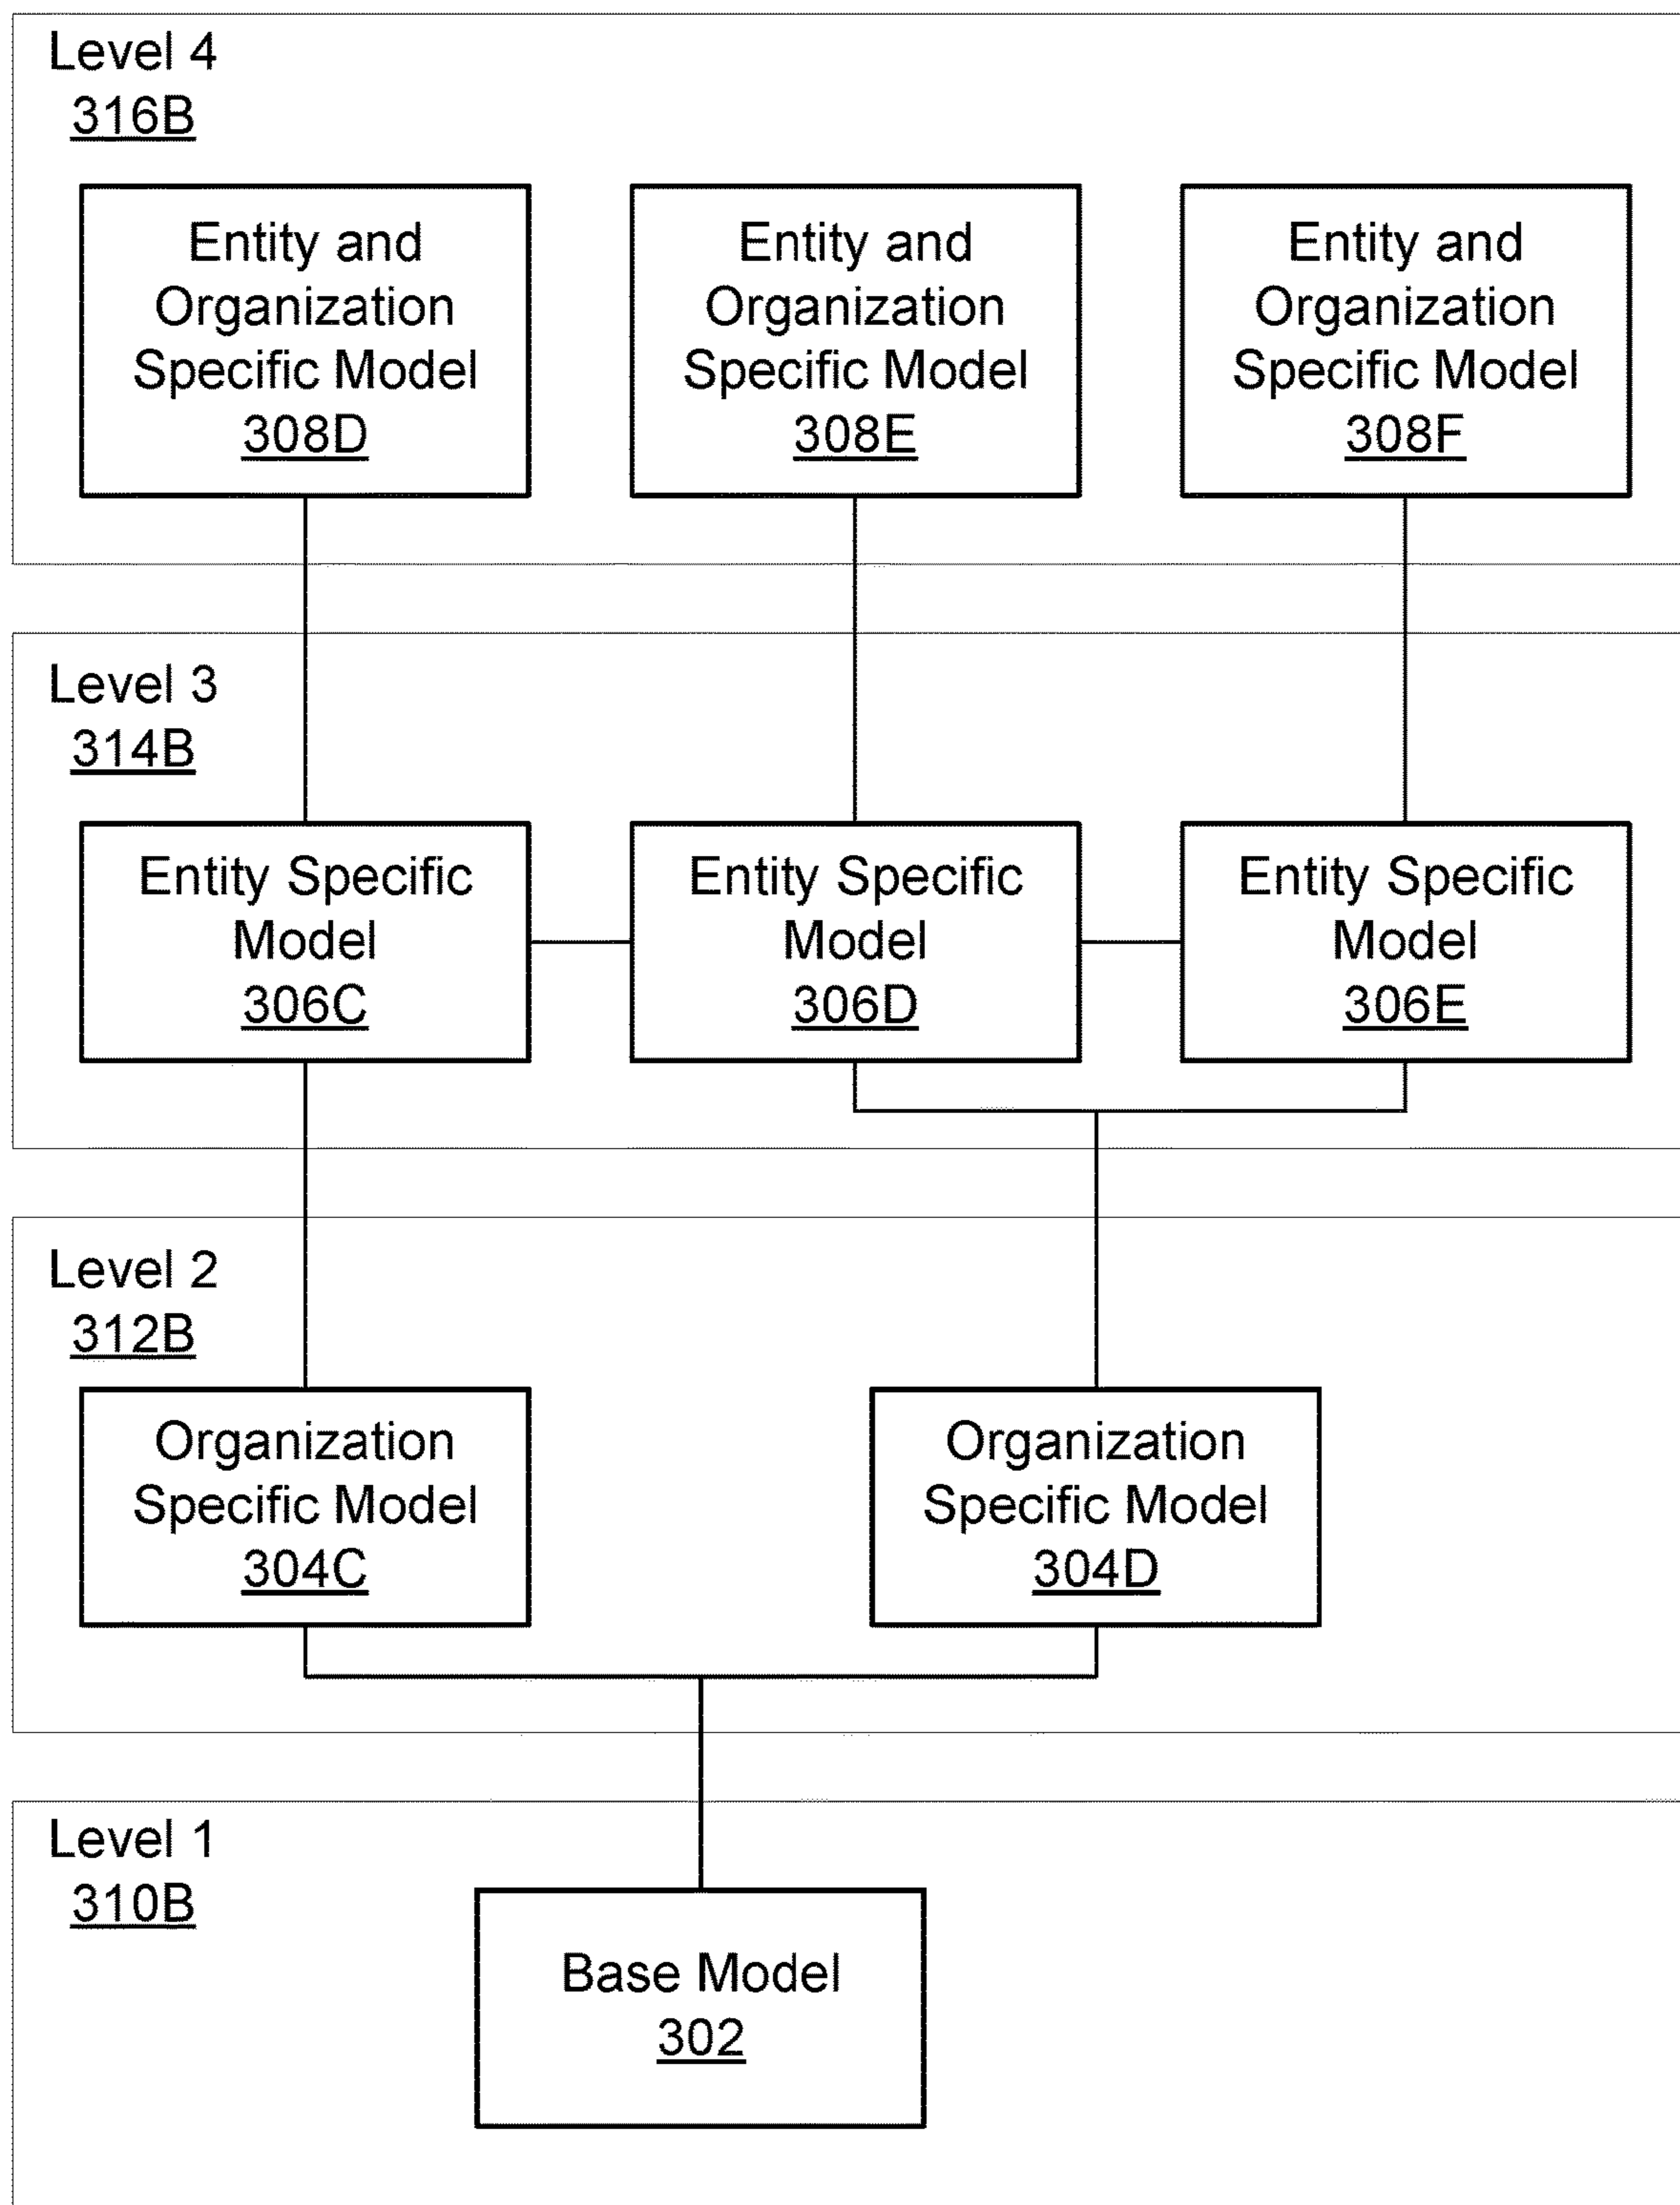 Level 4
316B
Entity and
Organization
Specific Model
308D
Entity and
Organization
Specific Model
308E
Entity and
Organization
Specific Model
308F
Level 3
314B
Entity Specific
Model
306C
Entity Specific
Model
306D
Entity Specific
Model
306E
Level 2
312B
Organization
Specific Model
304C
Organization
Specific Model
304D
Level 1
310B
Base Model
302